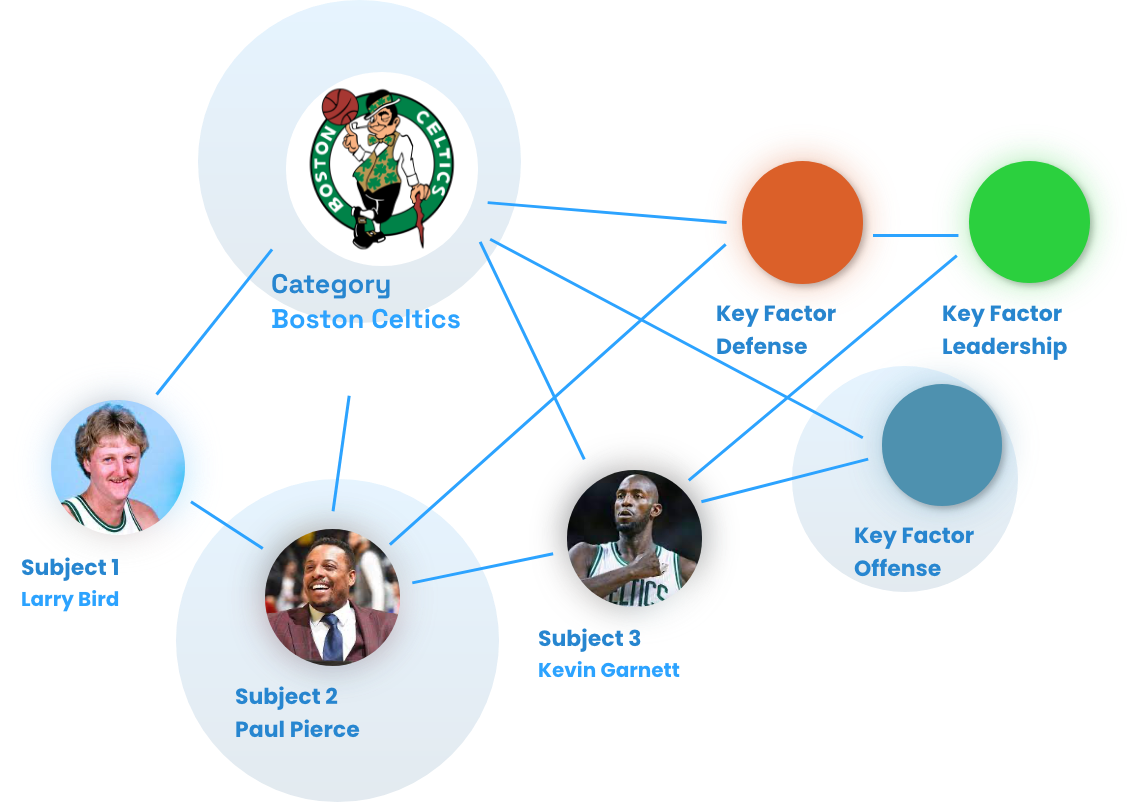 BOSTON CELTICS
Category
Boston Celtics
Key Factor
Defense
Key Factor
Leadership
Key Factor
Offense
Subject 1
Larry Bird
Subject 2
Paul Pierce
Subject 3
Kevin Garnett
CELTICS